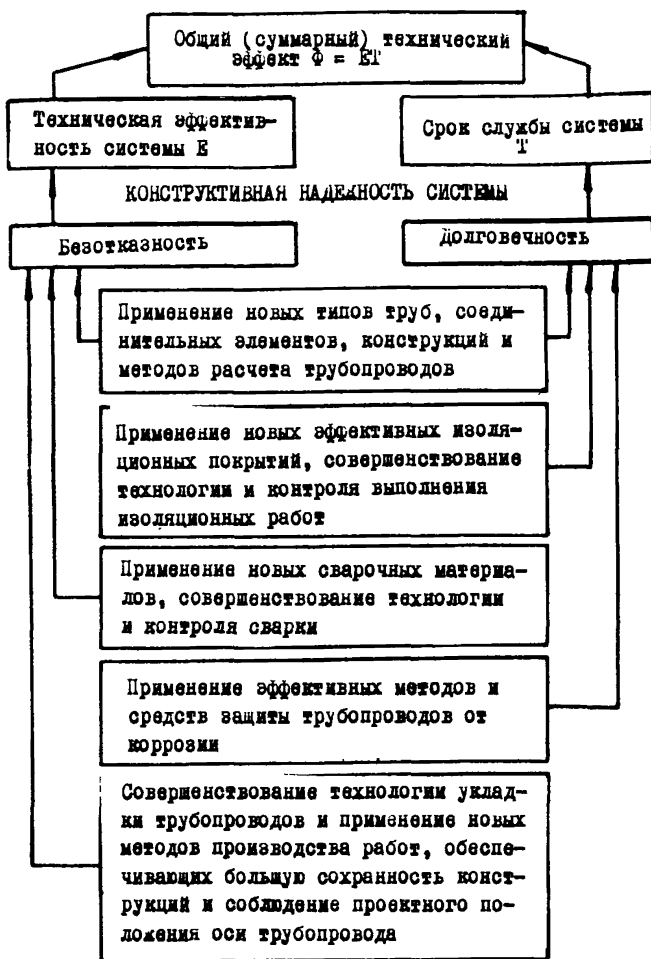 Общий (суммарный) технический
эффект Ф = ЕТ
Техническая эффектив-
ность системы Е
Срок службы системы
Т
КОНСТРУКТИВНАЯ НАДЕЖНОСТЬ СИСТЕМЫ
Безотказность
Долговечность
Применение новых типов труб, соеди-
нительных элементов, конструкций и
методов расчета трубопроводов
Применение новых эффективных изоля-
ционных покрытий, совершенствование
технологии и контроля выполнения
изоляционных работ
Применение новых сварочных материа-
лов, совершенствование технологии
и контроля сварки
Применение эффективных методов и
средств защиты трубопроводов от
коррозии
Совершенствование технологии уклад-
ки трубопроводов и применение новых
методов производства работ, обеспе-
чивающих большую сохранность конст-
рукций и соблюдение проектного по-
ложения оси трубопровода